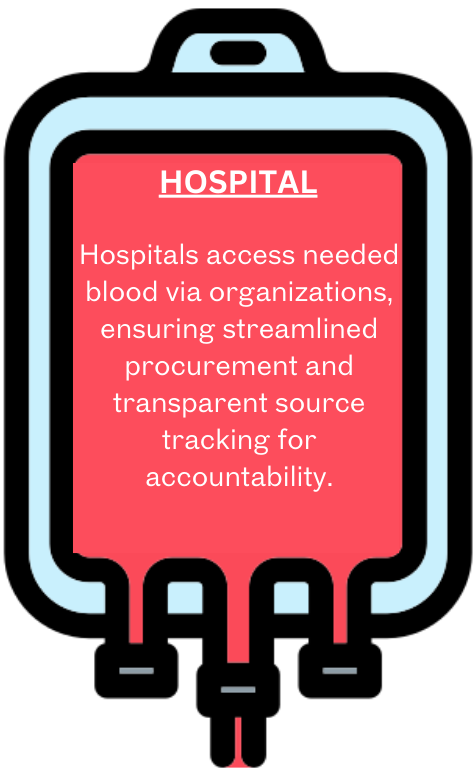 HOSPITAL
Hospitals access needed
blood via organizations,
ensuring streamlined
procurement and
transparent source
tracking for
accountability.